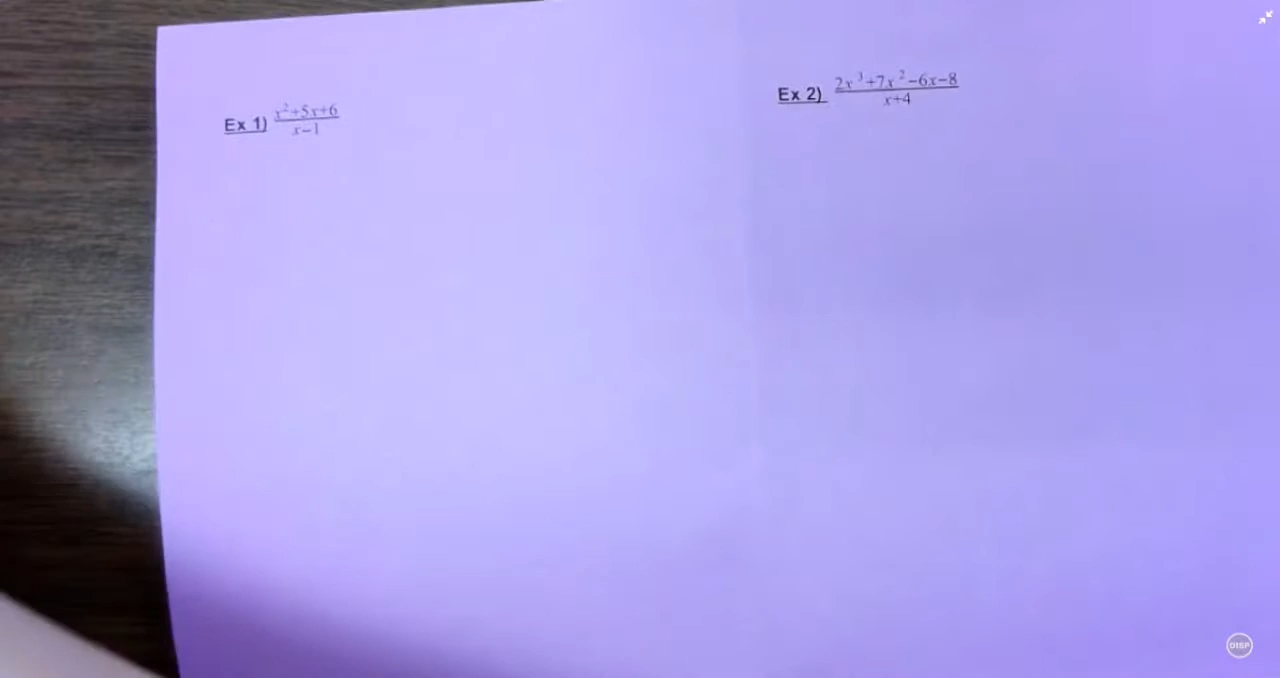 Ex 1) x²+5x+6
x−1
Ex 2) 2x³+7x²−6x−8
x+4
DISP